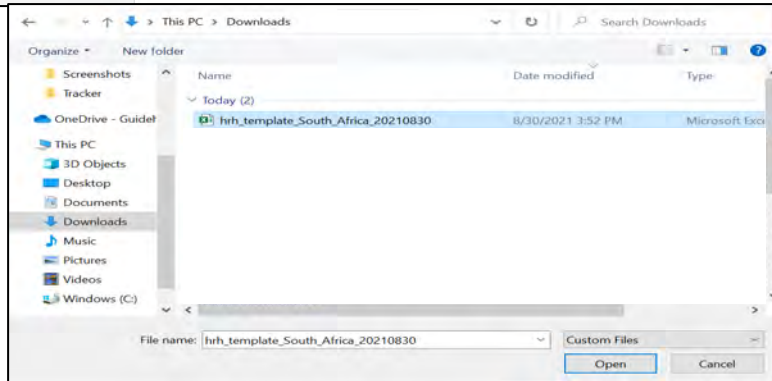 This PC > Downloads
Search Downloads
Organize
New folder
Screenshots
Tracker
OneDrive - Guideh
This PC
3D Objects
Desktop
Documents
Downloads
Music
Pictures
Videos
Windows (C:)
Name
Date modified
Type
Today (2)
hrh_template_South_Africa_20210830
8/30/2021 3:52 PM
Microsoft Exc
File name: hrh_template_South_Africa_20210830
Custom Files
Open
Cancel